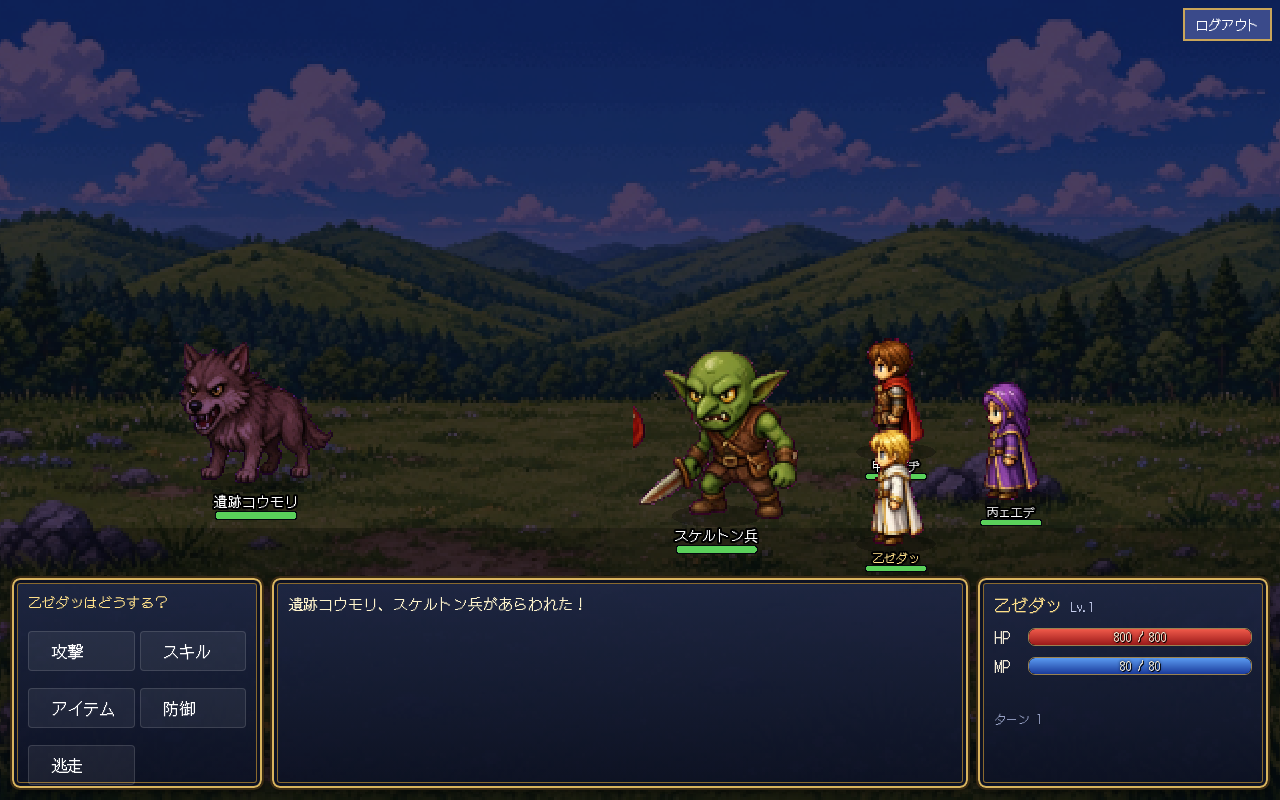 ログアウト
遺跡コウモリ
スケルトン兵
乙ゼダッ
丙ェエデ
乙ゼダッはどうする?
攻撃
スキル
アイテム
防御
逃走
遺跡コウモリ、スケルトン兵があらわれた!
乙ゼダッ Lv.1
HP 800 / 800
MP 80 / 80
ターン 1